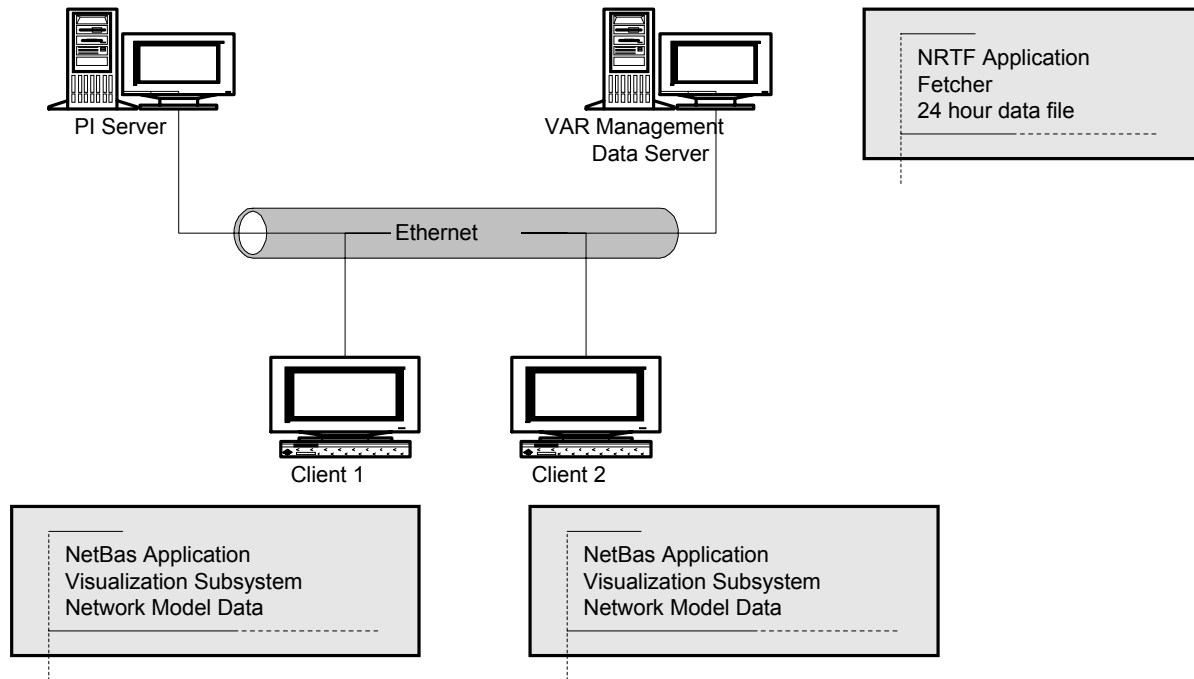 PI Server
VAR Management
Data Server
NRTF Application
Fetcher
24 hour data file
Ethernet
Client 1
Client 2
NetBas Application
Visualization Subsystem
Network Model Data
NetBas Application
Visualization Subsystem
Network Model Data